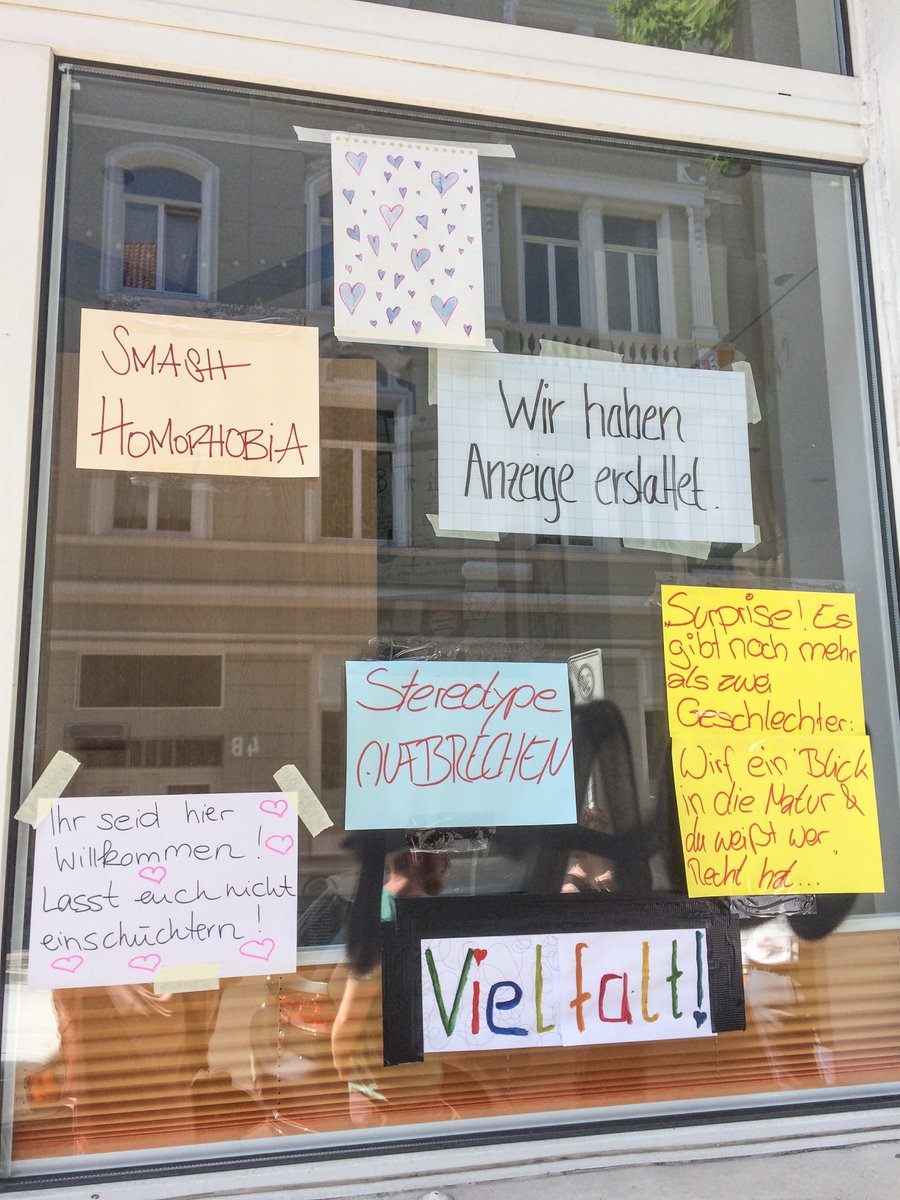 SMASH
HOMOPHOBIA
Wir haben
Anzeige erstattet.
Surprise! Es
gibt noch mehr
als zwei
Geschlechter:
Wirf ein Blick
in die Natur &
du weißt wer
Recht hat...
Stereotype
AUFBRECHEN
Ihr seid hier
Willkommen!
Lasst euch nicht
einschüchtern!
Vielfalt!